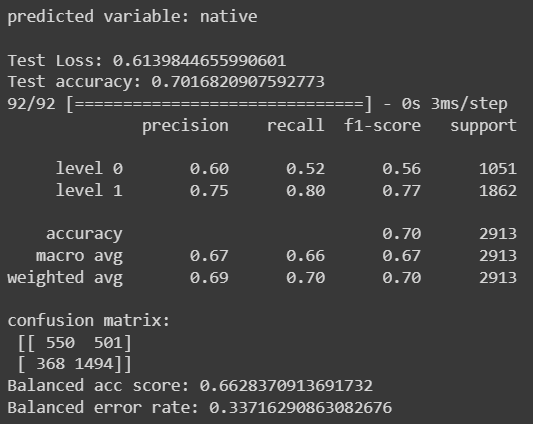 predicted variable: native
Test Loss: 0.6139844655990601
Test accuracy: 0.7016820907592773
92/92 [==============================] - 0s 3ms/step
precision recall f1-score support
level 0 0.60 0.52 0.56 1051
level 1 0.75 0.80 0.77 1862
accuracy 0.70 2913
macro avg 0.67 0.66 0.67 2913
weighted avg 0.69 0.70 0.70 2913
confusion matrix:
[[ 550 501]
[ 368 1494]]
Balanced acc score: 0.6628370913691732
Balanced error rate: 0.33716290863082676